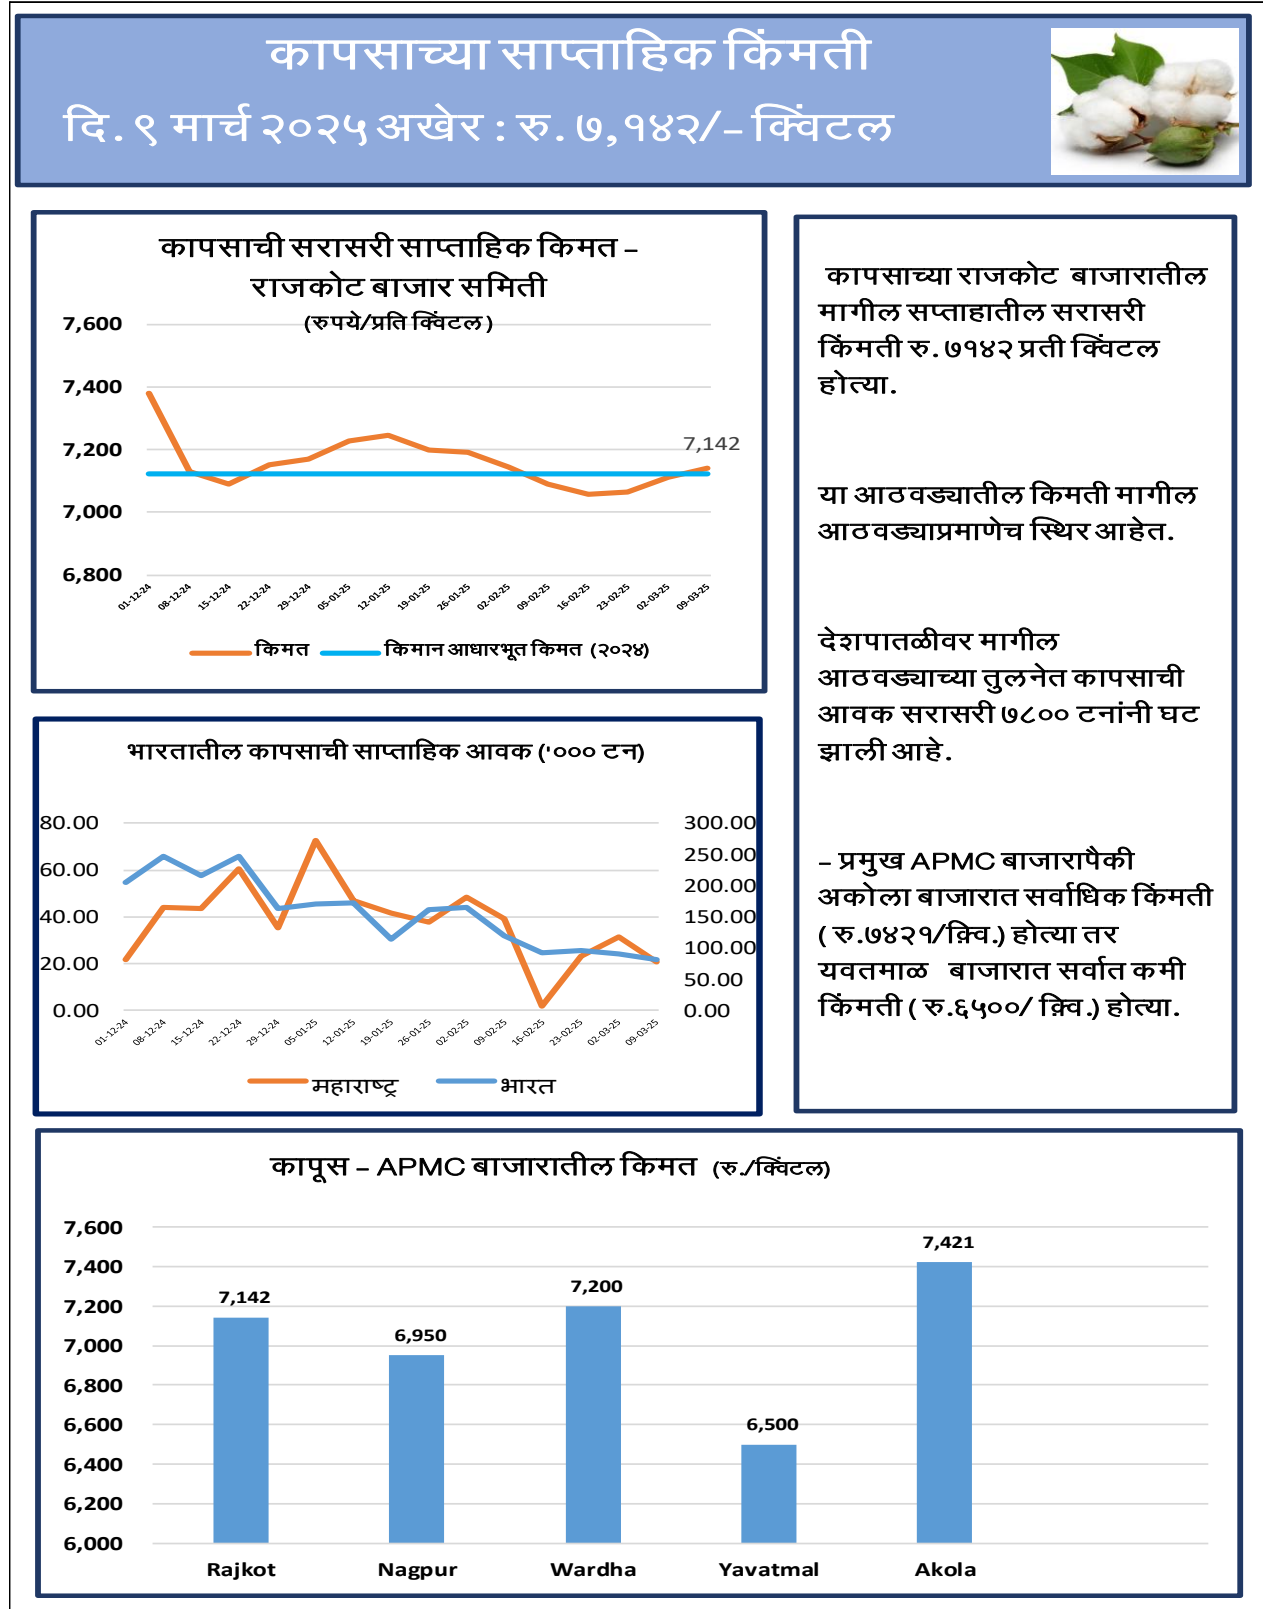 कापसाच्या साप्ताहिक किंमती
दि. ९ मार्च २०२५ अखेर : रु. ७,१४२/- क्विंटल
कापसाची सरासरी साप्ताहिक किमत –
राजकोट बाजार समिती
(रुपये/प्रति क्विंटल )
7,600
7,400
7,200
7,000
6,800
7,142
01-12-24
08-12-24
15-12-24
22-12-24
29-12-24
05-01-25
12-01-25
19-01-25
26-01-25
02-02-25
09-02-25
16-02-25
23-02-25
02-03-25
09-03-25
किमत
किमान आधारभूत किमत (२०२४)
कापसाच्या राजकोट बाजारातील
मागील सप्ताहातील सरासरी
किंमती रु. ७१४२ प्रती क्विंटल
होत्या.
या आठवड्यातील किमती मागील
आठवड्याप्रमाणेच स्थिर आहेत.
देशपातळीवर मागील
आठवड्याच्या तुलनेत कापसाची
आवक सरासरी ७८०० टनांनी घट
झाली आहे.
– प्रमुख APMC बाजारापैकी
अकोला बाजारात सर्वाधिक किंमती
( रु.७४२१/क़्वि.) होत्या तर
यवतमाळ बाजारात सर्वात कमी
किंमती ( रु.६५००/ क़्वि.) होत्या.
भारतातील कापसाची साप्ताहिक आवक ('००० टन)
80.00
60.00
40.00
20.00
0.00
300.00
250.00
200.00
150.00
100.00
50.00
0.00
01-12-24
08-12-24
15-12-24
22-12-24
29-12-24
05-01-25
12-01-25
19-01-25
26-01-25
02-02-25
09-02-25
16-02-25
23-02-25
02-03-25
09-03-25
महाराष्ट्र
भारत
कापूस – APMC बाजारातील किमत (रु./क्विंटल)
7,600
7,400
7,200
7,000
6,800
6,600
6,400
6,200
6,000
7,142
6,950
7,200
6,500
7,421
Rajkot
Nagpur
Wardha
Yavatmal
Akola